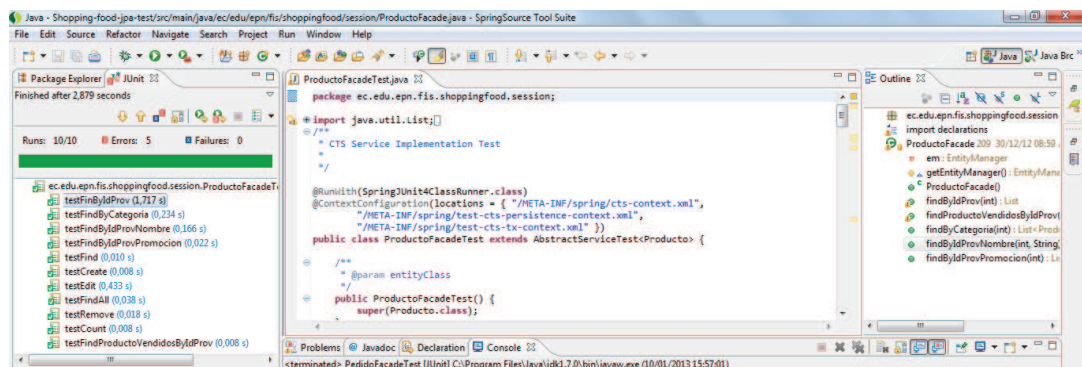 Java - Shopping-food-jpa-test/src/main/java/ec/edu/epn/fis/shoppingfood/session/ProductoFacade.java - SpringSource Tool Suite
File Edit Source Refactor Navigate Search Project Run Window Help
Java Java Brc
Package Explorer JUnit
Finished after 2,879 seconds
Runs: 10/10 Errors: 5 Failures: 0
ec.edu.epn.fis.shoppingfood.session.ProductoFacadeT
testFinByIdProv (1,717 s)
testFindByCategoria (0,234 s)
testFindByIdProvNombre (0,166 s)
testFindByIdProvPromocion (0,022 s)
testFind (0,010 s)
testCreate (0,008 s)
testEdit (0,433 s)
testFindAll (0,038 s)
testRemove (0,018 s)
testCount (0,008 s)
testFindProductoVendidosByIdProv (0,008 s)
ProductoFacadeTest.java
package ec.edu.epn.fis.shoppingfood.session;
import java.util.List;
/**
* CTS Service Implementation Test
*
*/
@RunWith(SpringJUnit4ClassRunner.class)
@ContextConfiguration(locations = { "/META-INF/spring/cts-context.xml",
"/META-INF/spring/test-cts-persistence-context.xml",
"/META-INF/spring/test-cts-tx-context.xml" })
public class ProductoFacadeTest extends AbstractServiceTest<Producto> {
/**
* @param entityClass
*/
public ProductoFacadeTest() {
super(Producto.class);
Outline
ec.edu.epn.fis.shoppingfood.session
import declarations
ProductoFacade 209 30/12/12 08:59
em : EntityManager
getEntityManager() : EntityMana
ProductoFacade()
findByIdProv(int) : List
findProductoVendidosByIdProv(
findByCategoria(int) : List<Prod
findByIdProvNombre(int, String)
findByIdProvPromocion(int) : Li
Problems Javadoc Declaration Console
<terminated> PedidoFacadeTest [JUnit] C:\Program Files\Java\jdk1.7.0\bin\javaw.exe (10/01/2013 15:57:01)